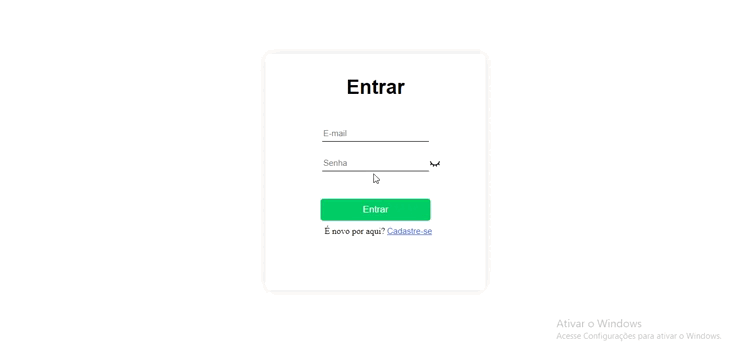 Entrar
E-mail
Senha
Entrar
É novo por aqui? Cadastre-se
Ativar o Windows
Acesse Configurações para ativar o Windows.